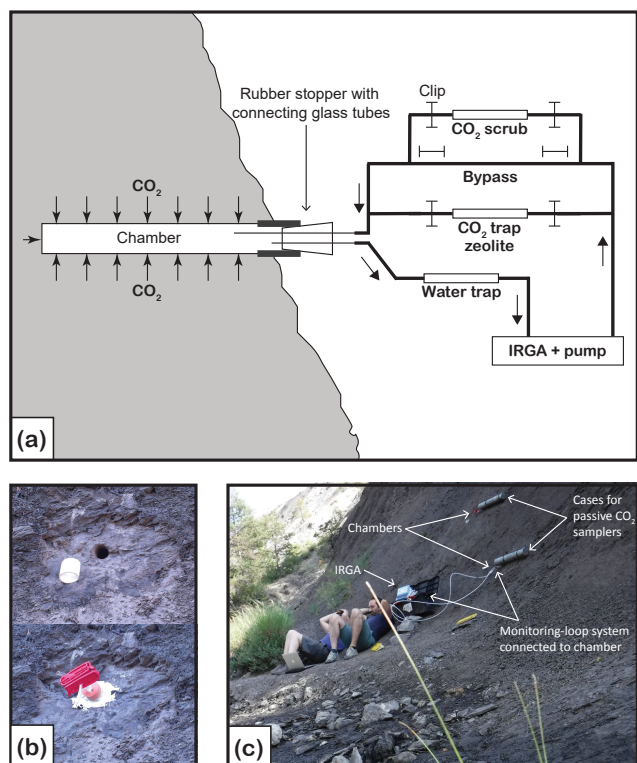 Rubber stopper with
connecting glass tubes
Clip
CO2 scrub
Bypass
CO2
Chamber
CO2
CO2 trap
zeolite
Water trap
IRGA + pump
(a)
(b)
Chambers
Cases for
passive CO2
samplers
IRGA
Monitoring-loop system
connected to chamber
(c)